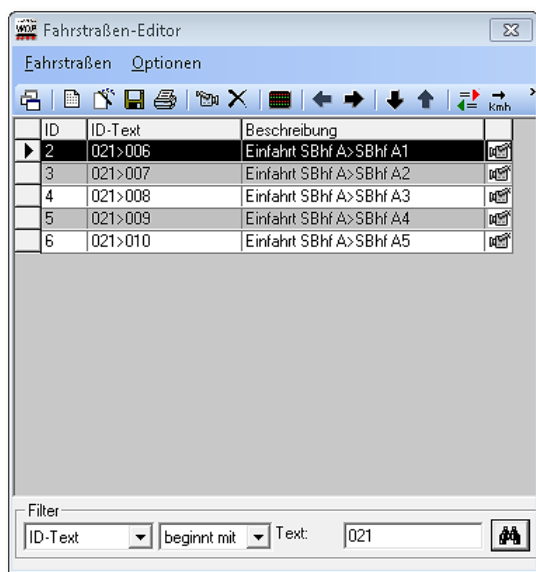 WDP Fahrstraßen-Editor
Fahrstraßen Optionen
kmh
ID ID-Text Beschreibung
2 021>006 Einfahrt SBhf A>SBhf A1
3 021>007 Einfahrt SBhf A>SBhf A2
4 021>008 Einfahrt SBhf A>SBhf A3
5 021>009 Einfahrt SBhf A>SBhf A4
6 021>010 Einfahrt SBhf A>SBhf A5
Filter
ID-Text beginnt mit Text: 021